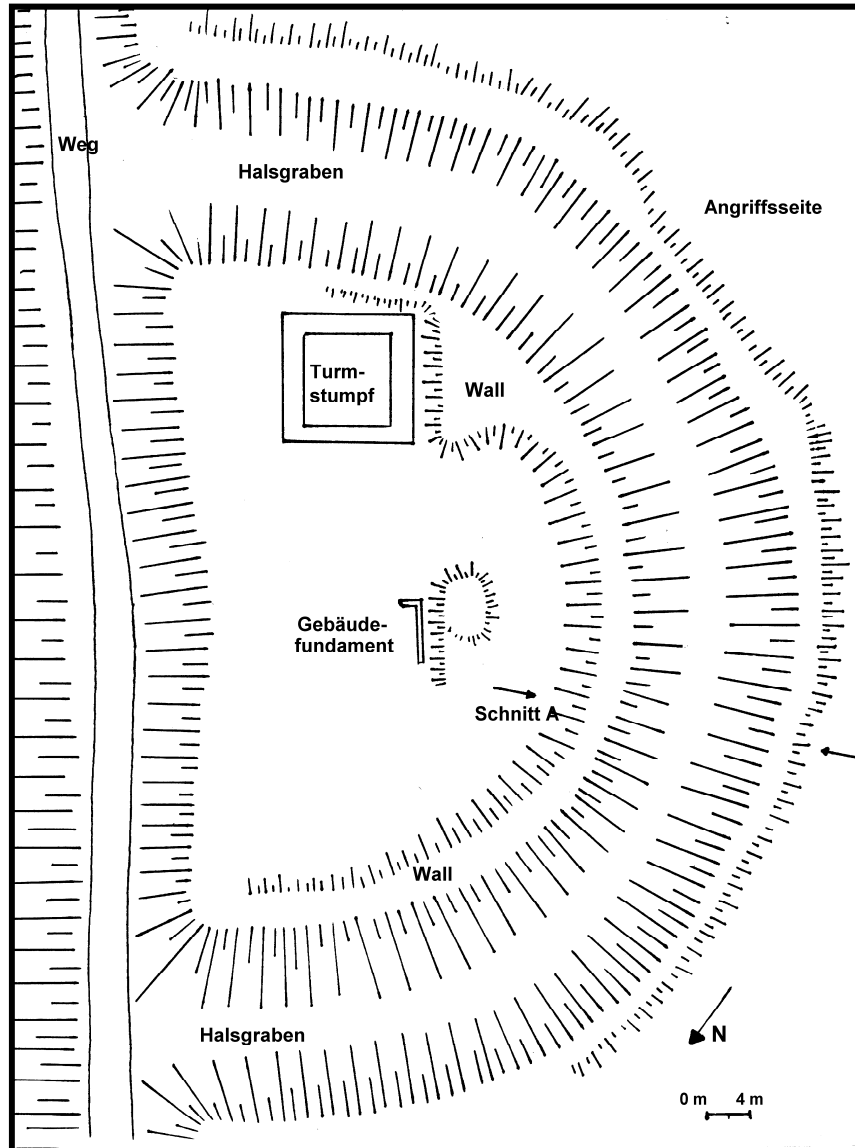 Weg
Halsgraben
Angriffsseite
Turm-
stumpf
Wall
Gebäude-
fundament
Schnitt A
Wall
Halsgraben
N
0 m 4 m